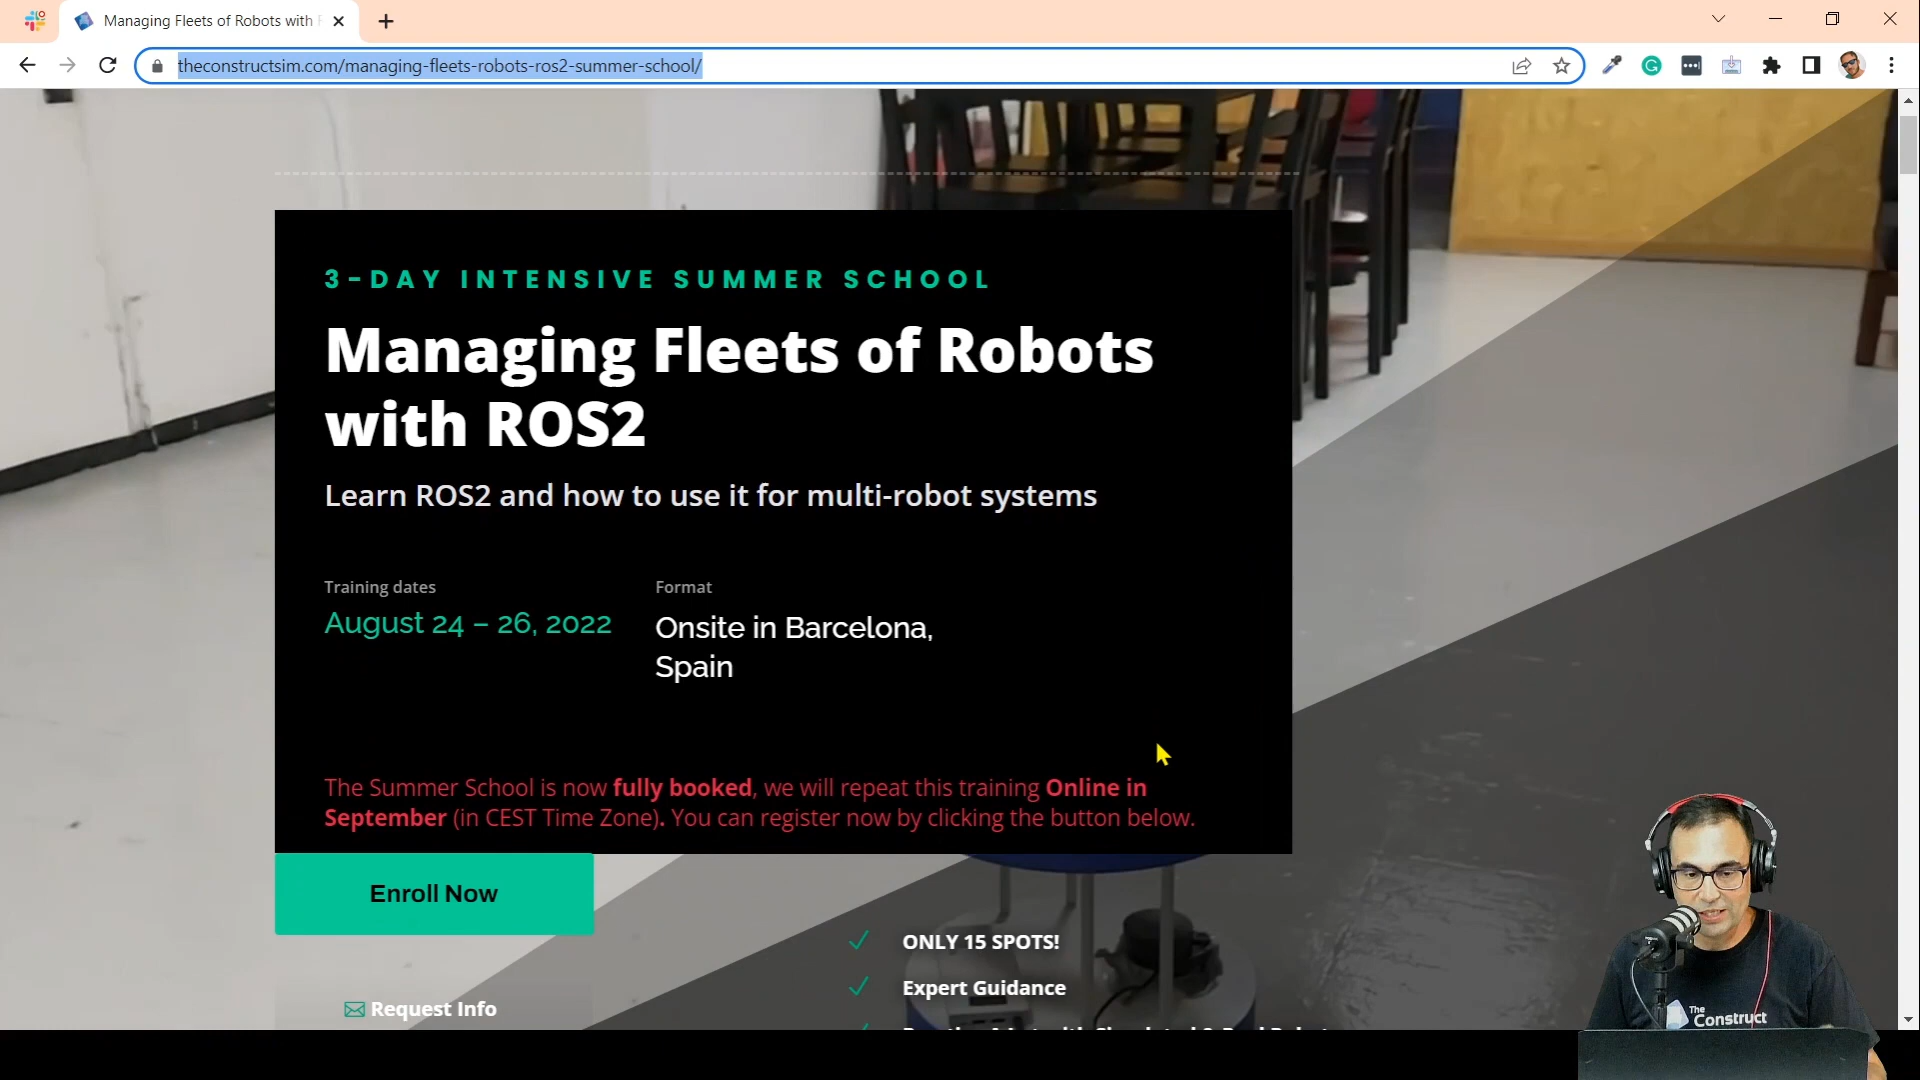 Managing Fleets of Robots with
theconstructsim.com/managing-fleets-robots-ros2-summer-school/
3-DAY INTENSIVE SUMMER SCHOOL
Managing Fleets of Robots
with ROS2
Learn ROS2 and how to use it for multi-robot systems
Training dates
August 24 – 26, 2022
Format
Onsite in Barcelona,
Spain
The Summer School is now fully booked, we will repeat this training Online in
September (in CEST Time Zone). You can register now by clicking the button below.
Enroll Now
Request Info
ONLY 15 SPOTS!
Expert Guidance
The
Construct